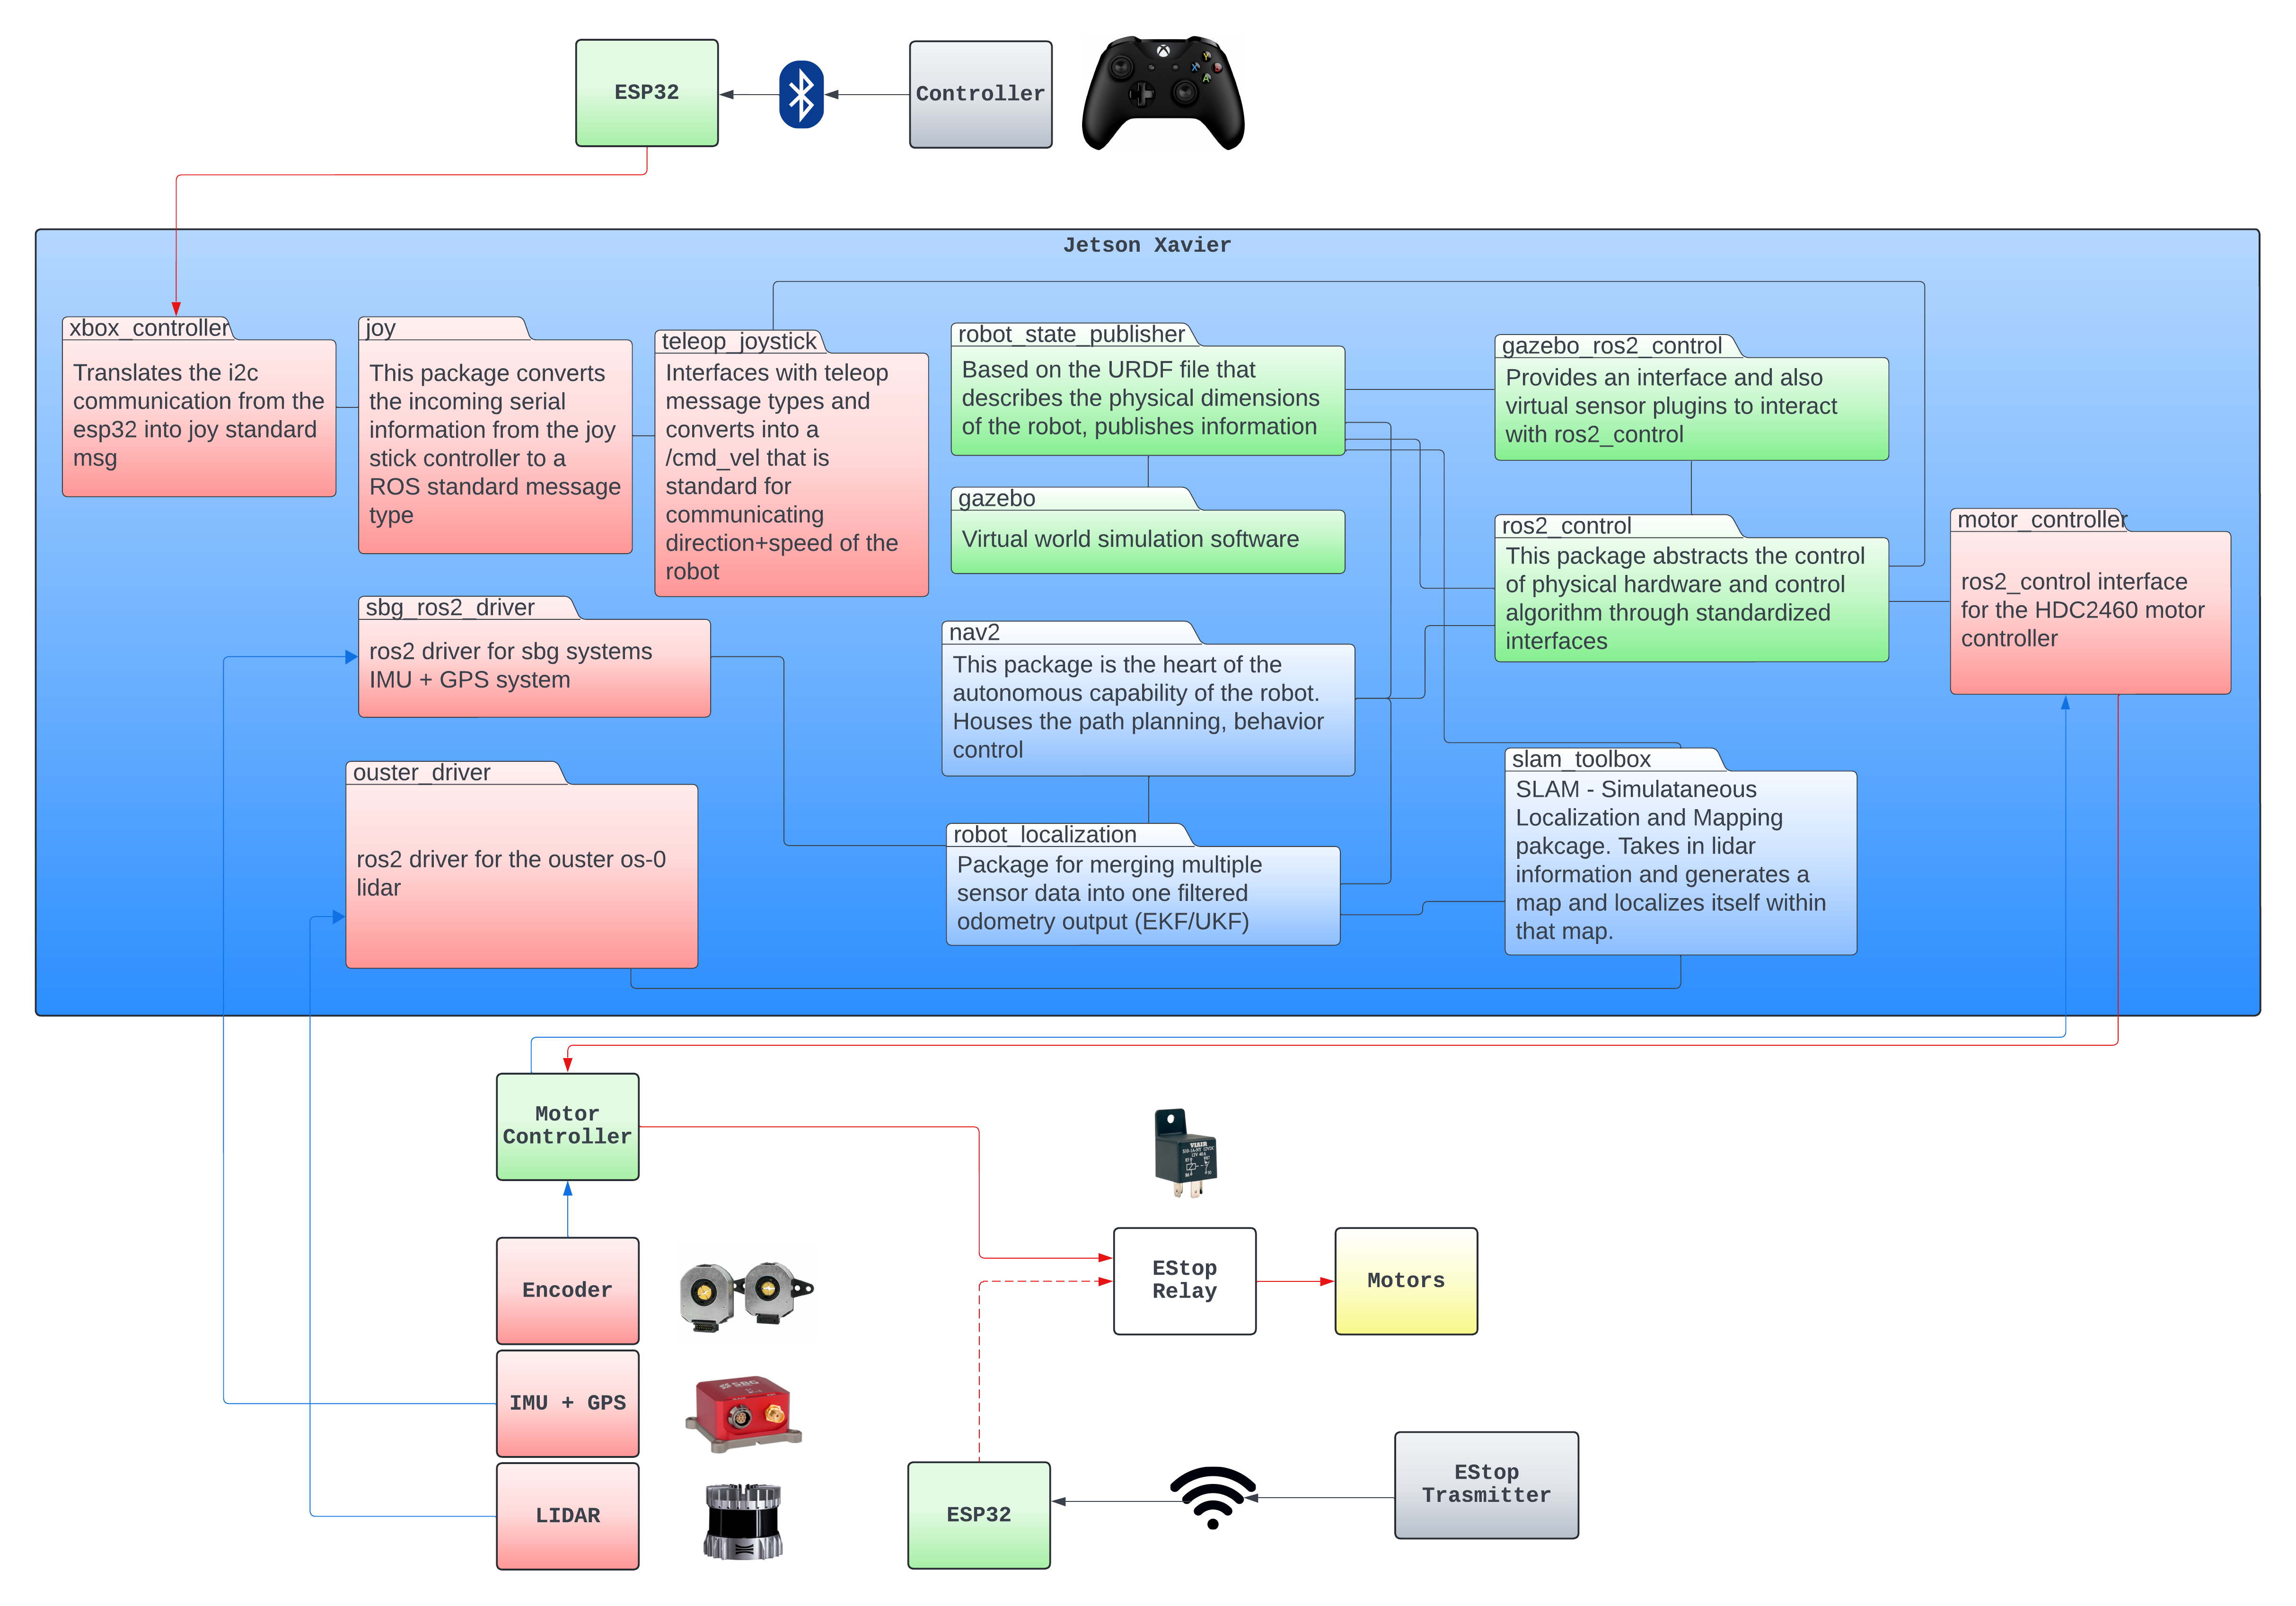 ESP32
Controller
Jetson Xavier
xbox_controller
Translates the i2c
communication from the
esp32 into joy standard
msg
joy
This package converts
the incoming serial
information from the joy
stick controller to a
ROS standard message
type
teleop_joystick
Interfaces with teleop
message types and
converts into a
/cmd_vel that is
standard for
communicating
direction+speed of the
robot
robot_state_publisher
Based on the URDF file that
describes the physical dimensions
of the robot, publishes information
gazebo_ros2_control
Provides an interface and also
virtual sensor plugins to interact
with ros2_control
gazebo
Virtual world simulation software
ros2_control
This package abstracts the control
of physical hardware and control
algorithm through standardized
interfaces
motor_controller
ros2_control interface
for the HDC2460 motor
controller
sbg_ros2_driver
ros2 driver for sbg systems
IMU + GPS system
nav2
This package is the heart of the
autonomous capability of the robot.
Houses the path planning, behavior
control
ouster_driver
ros2 driver for the ouster os-0
lidar
robot_localization
Package for merging multiple
sensor data into one filtered
odometry output (EKF/UKF)
slam_toolbox
SLAM - Simulataneous
Localization and Mapping
pakcage. Takes in lidar
information and generates a
map and localizes itself within
that map.
Motor
Controller
VIAIR
Encoder
EStop
Relay
Motors
IMU + GPS
SBG
LIDAR
ESP32
EStop
Trasmitter